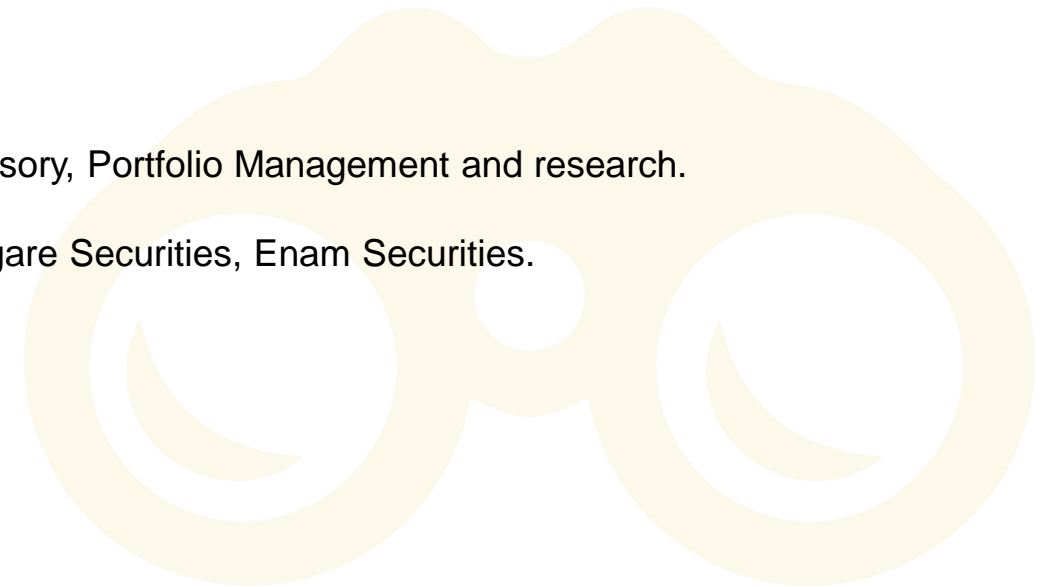 sory, Portfolio Management and research.
gare Securities, Enam Securities.